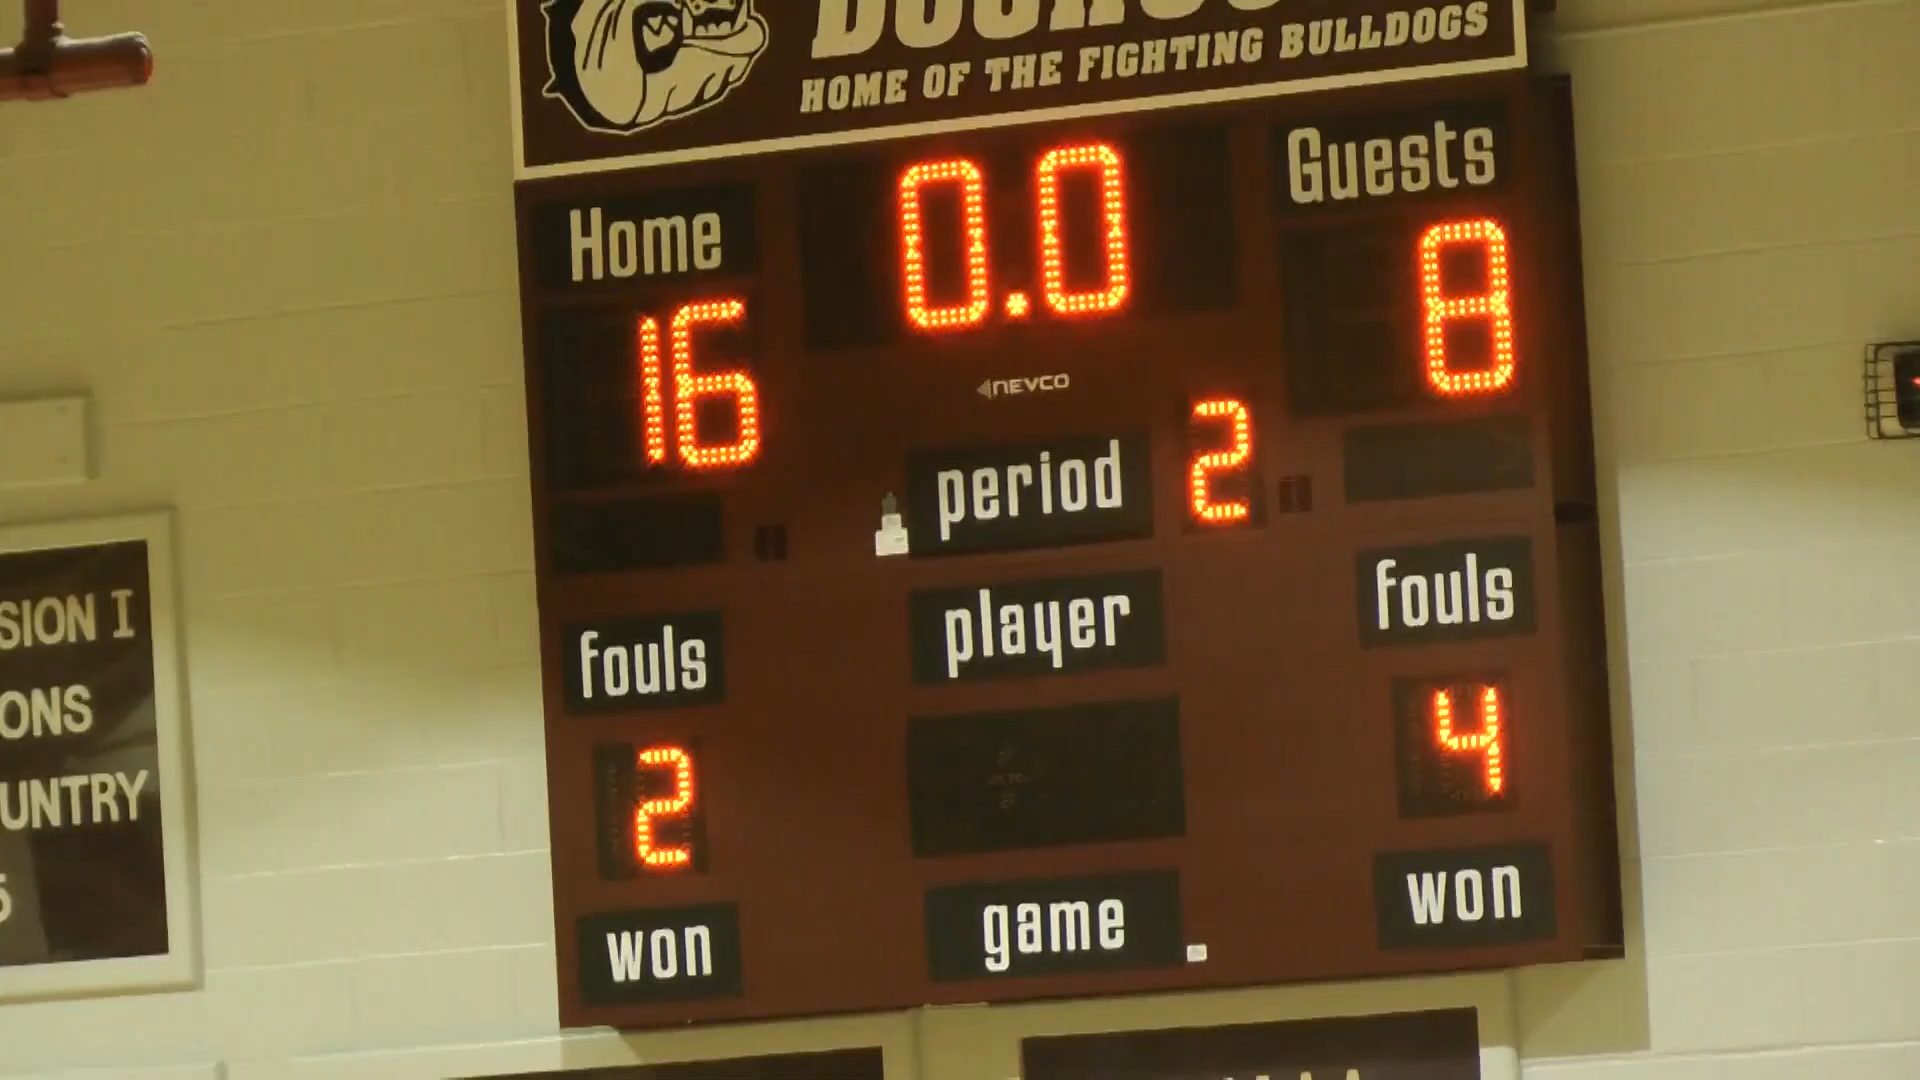 HOME OF THE FIGHTING BULLDOGS
Home 0.0 Guests
16 8
NEVCO
period 2
fouls player fouls
2 4
won game won
SION I
ONS
UNTRY
5